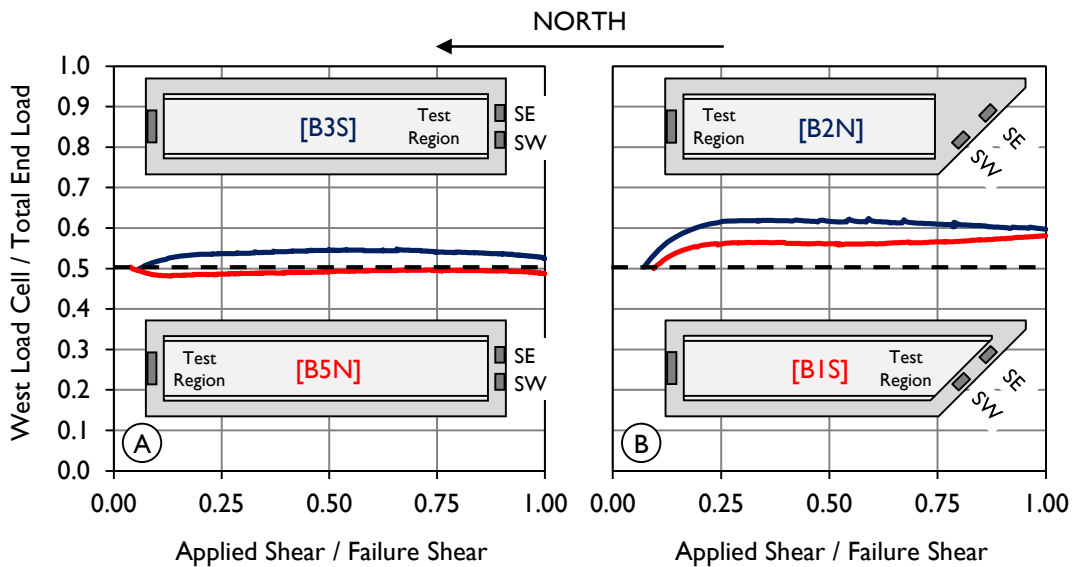 NORTH
West Load Cell / Total End Load
1.0
0.9
0.8
0.7
0.6
0.5
0.4
0.3
0.2
0.1
0.0
[B3S]
Test
Region
SE
SW
Test
Region
[B5N]
SE
SW
A
0.00
0.25
0.50
0.75
1.00
Applied Shear / Failure Shear
Test
Region
[B2N]
SE
SW
[B1S]
Test
Region
SE
SW
B
0.00
0.25
0.50
0.75
1.00
Applied Shear / Failure Shear